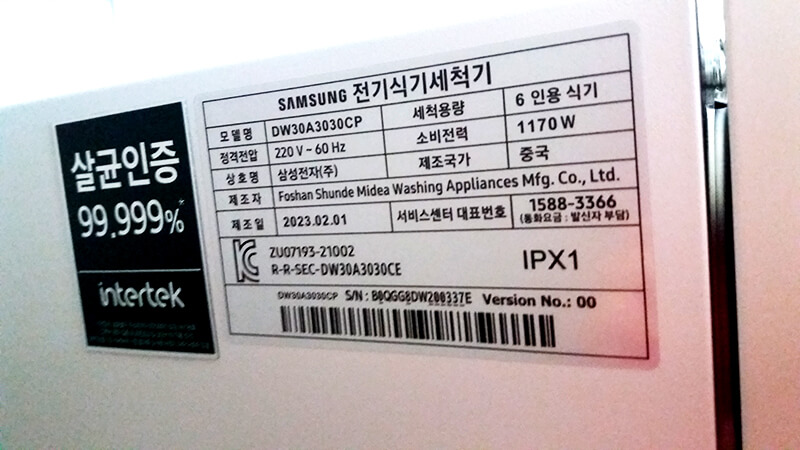 살균인증
99.999%*
intertek
SAMSUNG 전기식기세척기
모델명 DW30A3030CP 세척용량 6 인용 식기
정격전압 220 V ~ 60 Hz 소비전력 1170 W
상호명 삼성전자(주) 제조국가 중국
제조자 Foshan Shunde Midea Washing Appliances Mfg. Co., Ltd.
제조일 2023.02.01 서비스센터 대표번호 1588-3366
(통화요금 : 발신자 부담)
ZU07193-21002
R-R-SEC-DW30A3030CE IPX1
DW30A3030CP S/N : B0QGG8DW200337E Version No.: 00